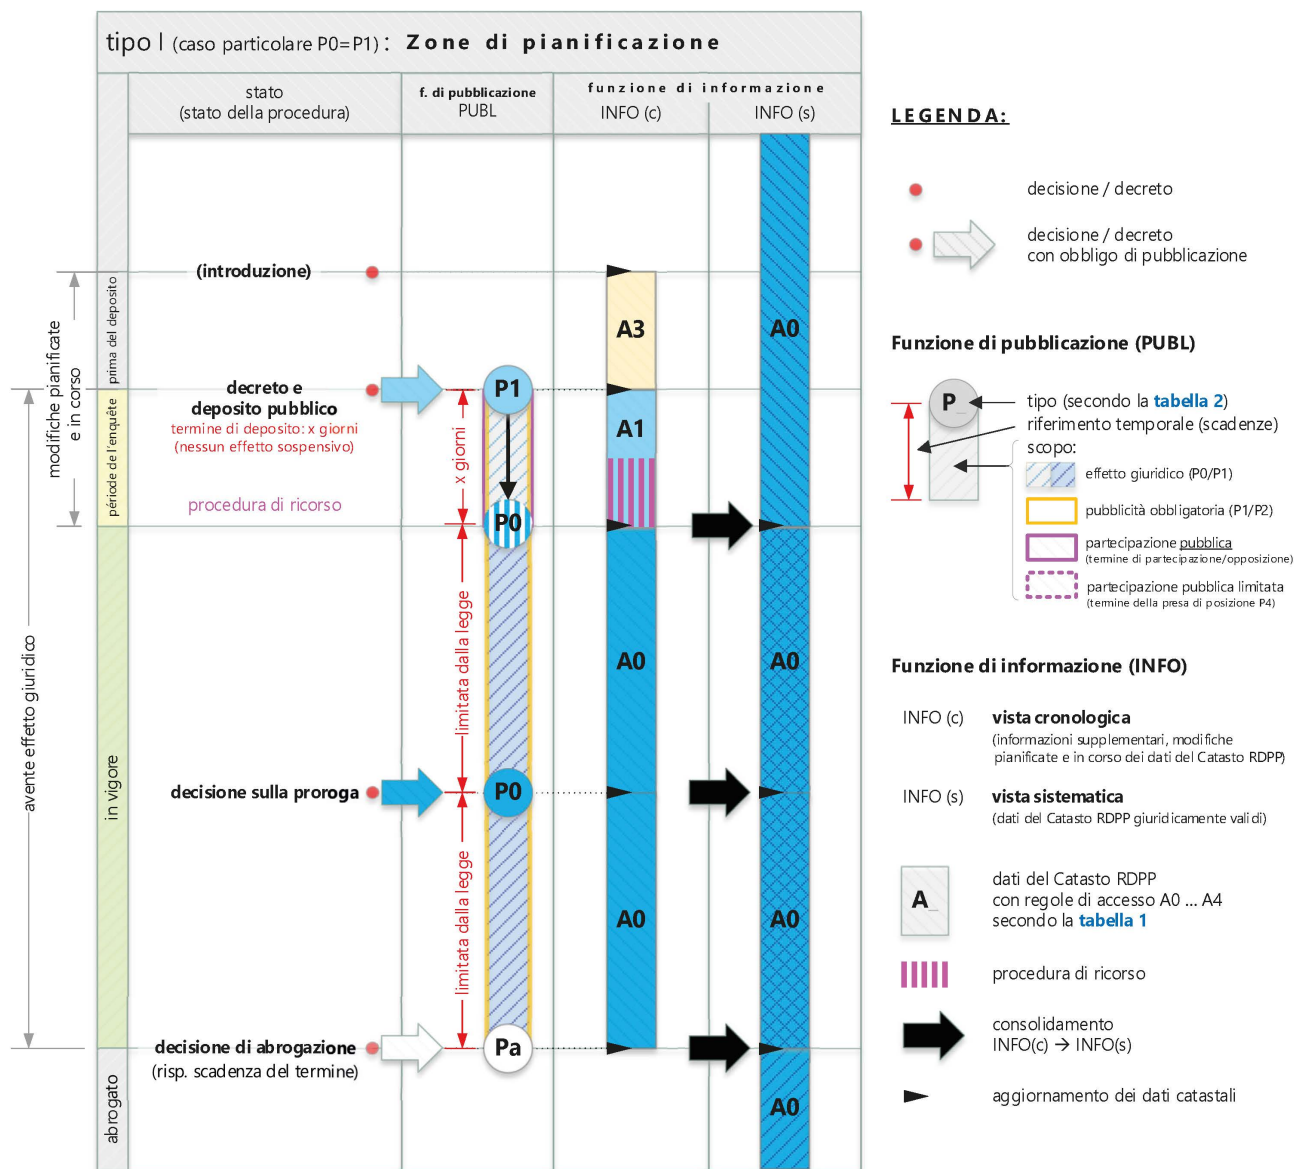 tipo I (caso particolare P0=P1) : Zone di pianificazione
stato
(stato della procedura)
f. di pubblicazione
PUBL
funzione di informazione
INFO (c)
INFO (s)
(introduzione)
prima del deposito
modifiche pianificate
e in corso
A3
A0
decreto e
deposito pubblico
termine di deposito: x giorni
(nessun effetto sospensivo)
procedura di ricorso
période de l'enquête
P1
x giorni
A1
P0
avente effetto giuridico
in vigore
limitata dalla legge
A0
A0
decisione sulla proroga
P0
limitata dalla legge
A0
A0
decisione di abrogazione
(risp. scadenza del termine)
Pa
abrogato
A0
LEGENDA:
decisione / decreto
decisione / decreto
con obbligo di pubblicazione
Funzione di pubblicazione (PUBL)
P_
tipo (secondo la tabella 2)
riferimento temporale (scadenze)
scopo:
effetto giuridico (P0/P1)
pubblicità obbligatoria (P1/P2)
partecipazione pubblica
(termine di partecipazione/opposizione)
partecipazione pubblica limitata
(termine della presa di posizione P4)
Funzione di informazione (INFO)
INFO (c)
vista cronologica
(informazioni supplementari, modifiche
pianificate e in corso dei dati del Catasto RDPP)
INFO (s)
vista sistematica
(dati del Catasto RDPP giuridicamente validi)
A_
dati del Catasto RDPP
con regole di accesso A0 ... A4
secondo la tabella 1
procedura di ricorso
consolidamento
INFO(c) → INFO(s)
aggiornamento dei dati catastali